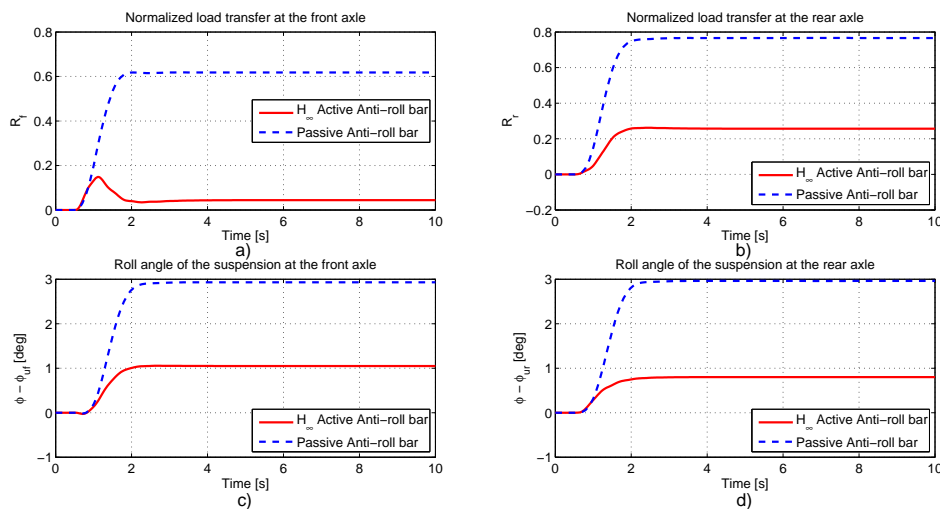 Normalized load transfer at the front axle
0.8
0.6
0.4
0.2
0
R_f
H_∞ Active Anti−roll bar
Passive Anti−roll bar
0 2 4 6 8 10
Time [s]
a)
Normalized load transfer at the rear axle
0.8
0.6
0.4
0.2
0
−0.2
R_r
H_∞ Active Anti−roll bar
Passive Anti−roll bar
0 2 4 6 8 10
Time [s]
b)
Roll angle of the suspension at the front axle
3
2
1
0
−1
ϕ − ϕ_uf [deg]
H_∞ Active Anti−roll bar
Passive Anti−roll bar
0 2 4 6 8 10
Time [s]
c)
Roll angle of the suspension at the rear axle
3
2
1
0
−1
ϕ − ϕ_ur [deg]
H_∞ Active Anti−roll bar
Passive Anti−roll bar
0 2 4 6 8 10
Time [s]
d)